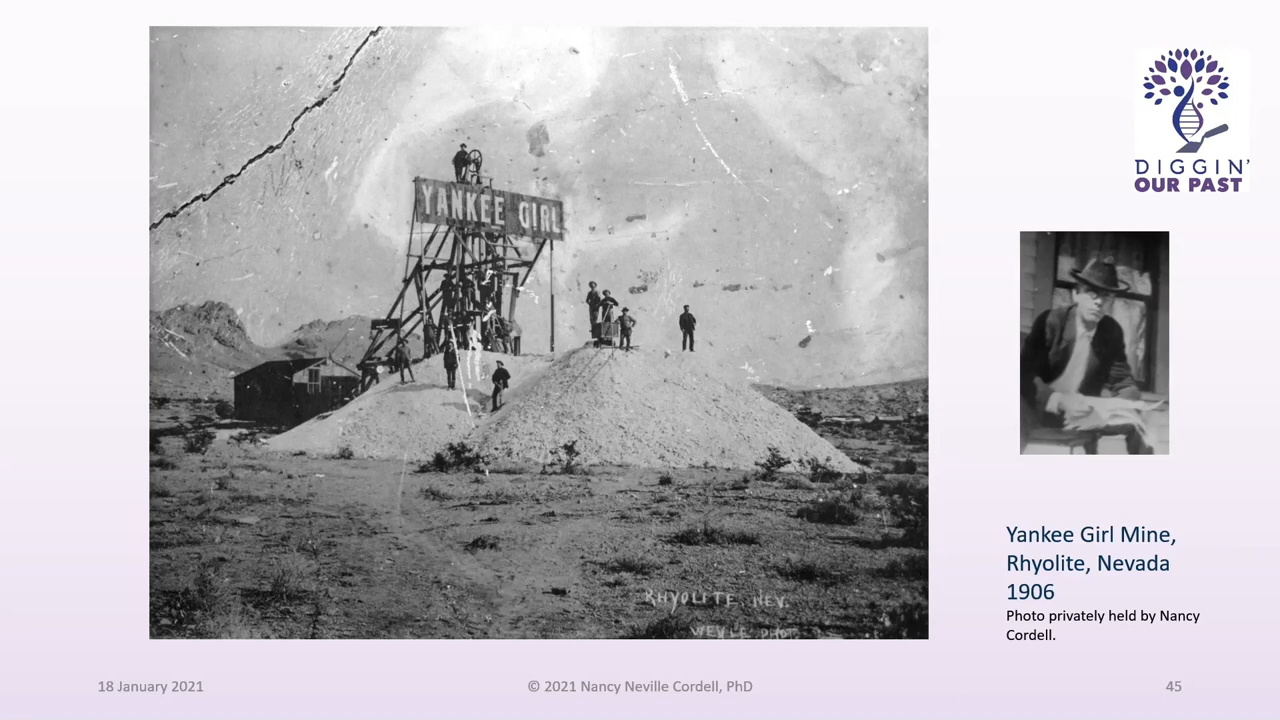 YANKEE GIRL
RHYOLITE, NEV.
DIGGIN'
OUR PAST
Yankee Girl Mine,
Rhyolite, Nevada
1906
Photo privately held by Nancy
Cordell.
18 January 2021
© 2021 Nancy Neville Cordell, PhD
45